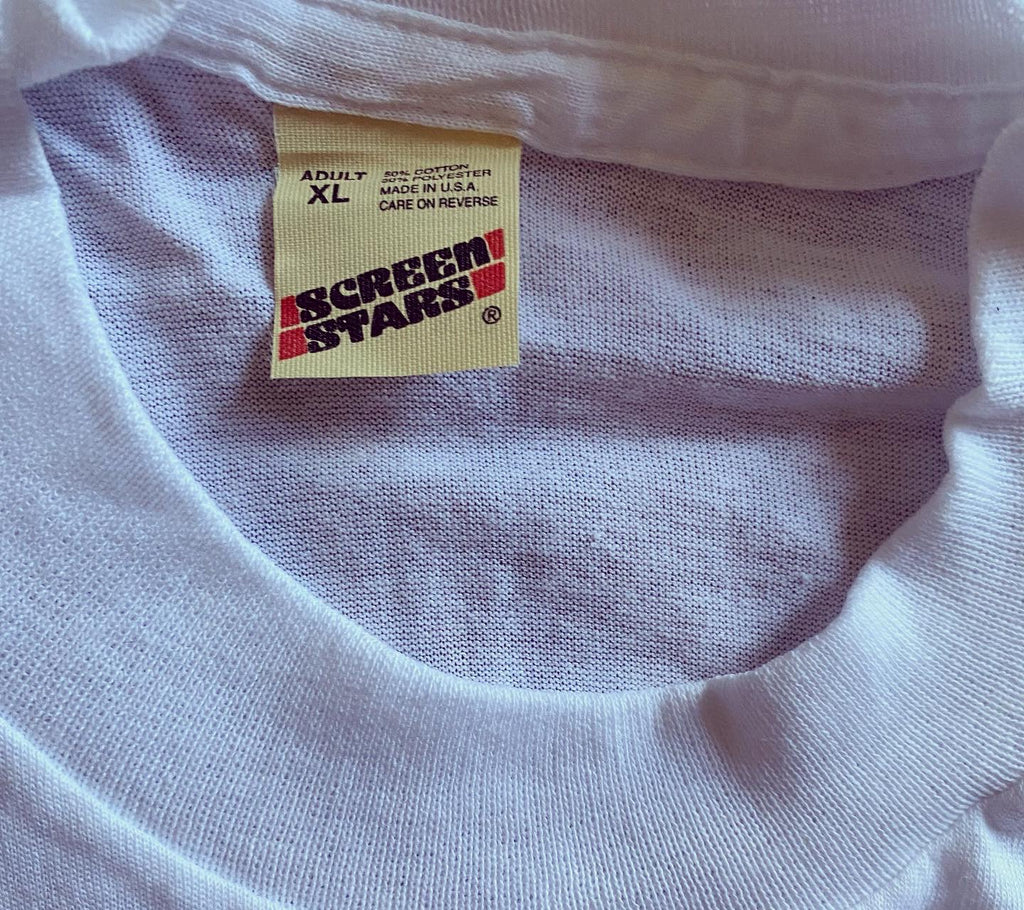 ADULT
XL
50% COTTON
50% POLYESTER
MADE IN U.S.A.
CARE ON REVERSE
SCREEN
STARS
®